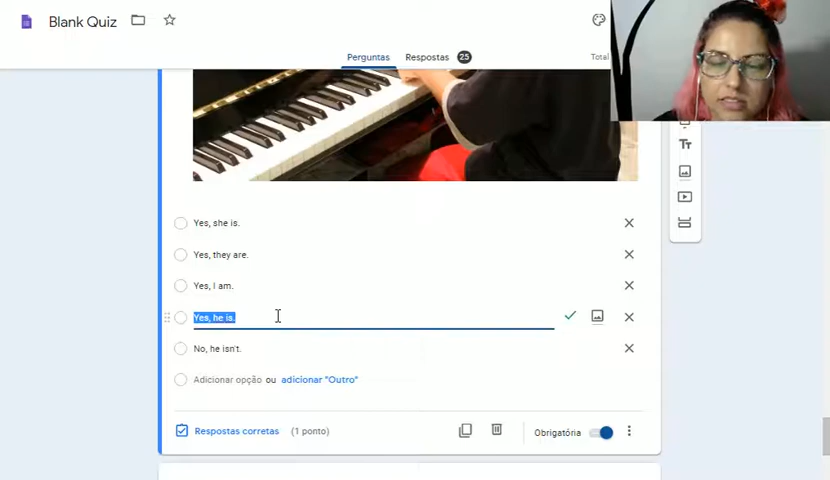 Blank Quiz
Perguntas
Respostas 25
Total
Tт
Yes, she is.
Yes, they are.
Yes, I am.
Yes, he is.
No, he isn't.
Adicionar opção ou adicionar "Outro"
Respostas corretas (1 ponto)
Obrigatória